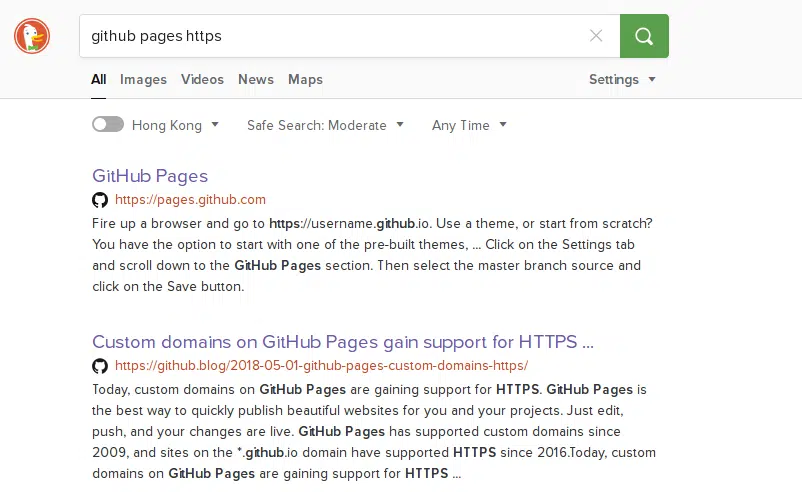 github pages https
All Images Videos News Maps Settings
Hong Kong Safe Search: Moderate Any Time
GitHub Pages
https://pages.github.com
Fire up a browser and go to https://username.github.io. Use a theme, or start from scratch?
You have the option to start with one of the pre-built themes, ... Click on the Settings tab
and scroll down to the GitHub Pages section. Then select the master branch source and
click on the Save button.
Custom domains on GitHub Pages gain support for HTTPS ...
https://github.blog/2018-05-01-github-pages-custom-domains-https/
Today, custom domains on GitHub Pages are gaining support for HTTPS. GitHub Pages is
the best way to quickly publish beautiful websites for you and your projects. Just edit,
push, and your changes are live. GitHub Pages has supported custom domains since
2009, and sites on the *.github.io domain have supported HTTPS since 2016.Today, custom
domains on GitHub Pages are gaining support for HTTPS ...